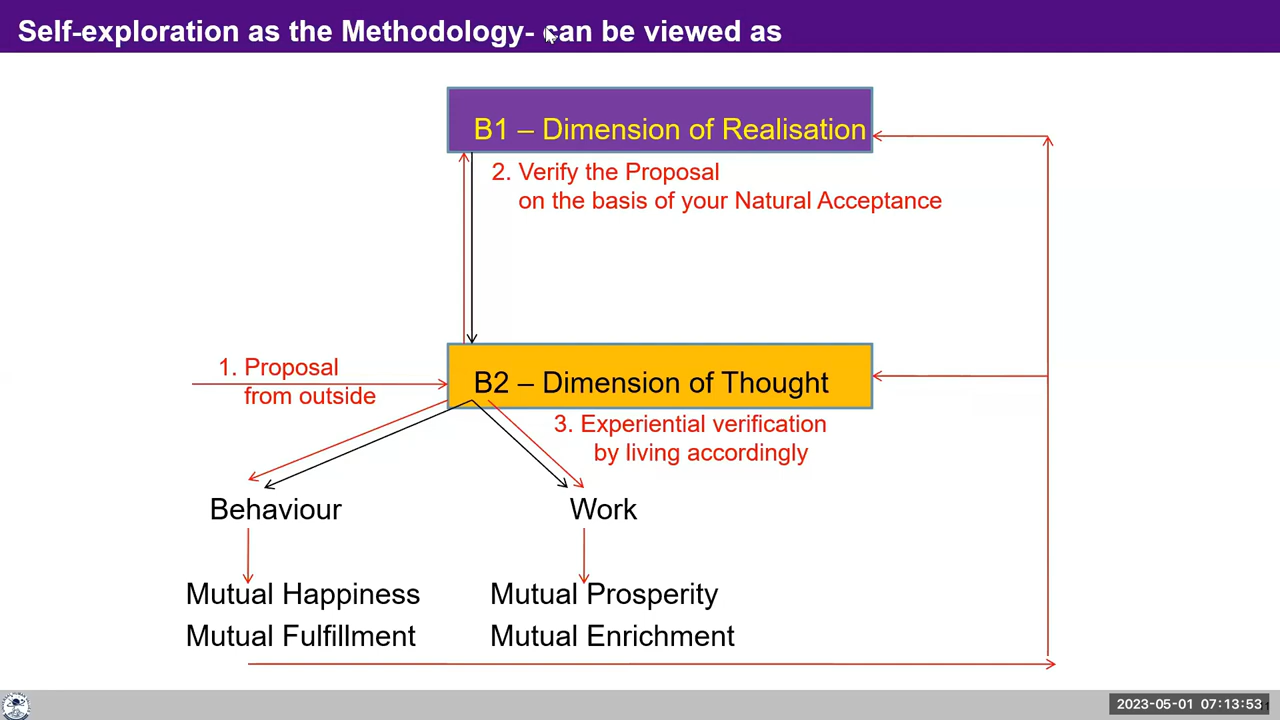 Self-exploration as the Methodology- can be viewed as
B1 – Dimension of Realisation
2. Verify the Proposal
on the basis of your Natural Acceptance
1. Proposal
from outside
B2 – Dimension of Thought
3. Experiential verification
by living accordingly
Behaviour
Work
Mutual Happiness
Mutual Fulfillment
Mutual Prosperity
Mutual Enrichment
2023-05-01 07:13:53